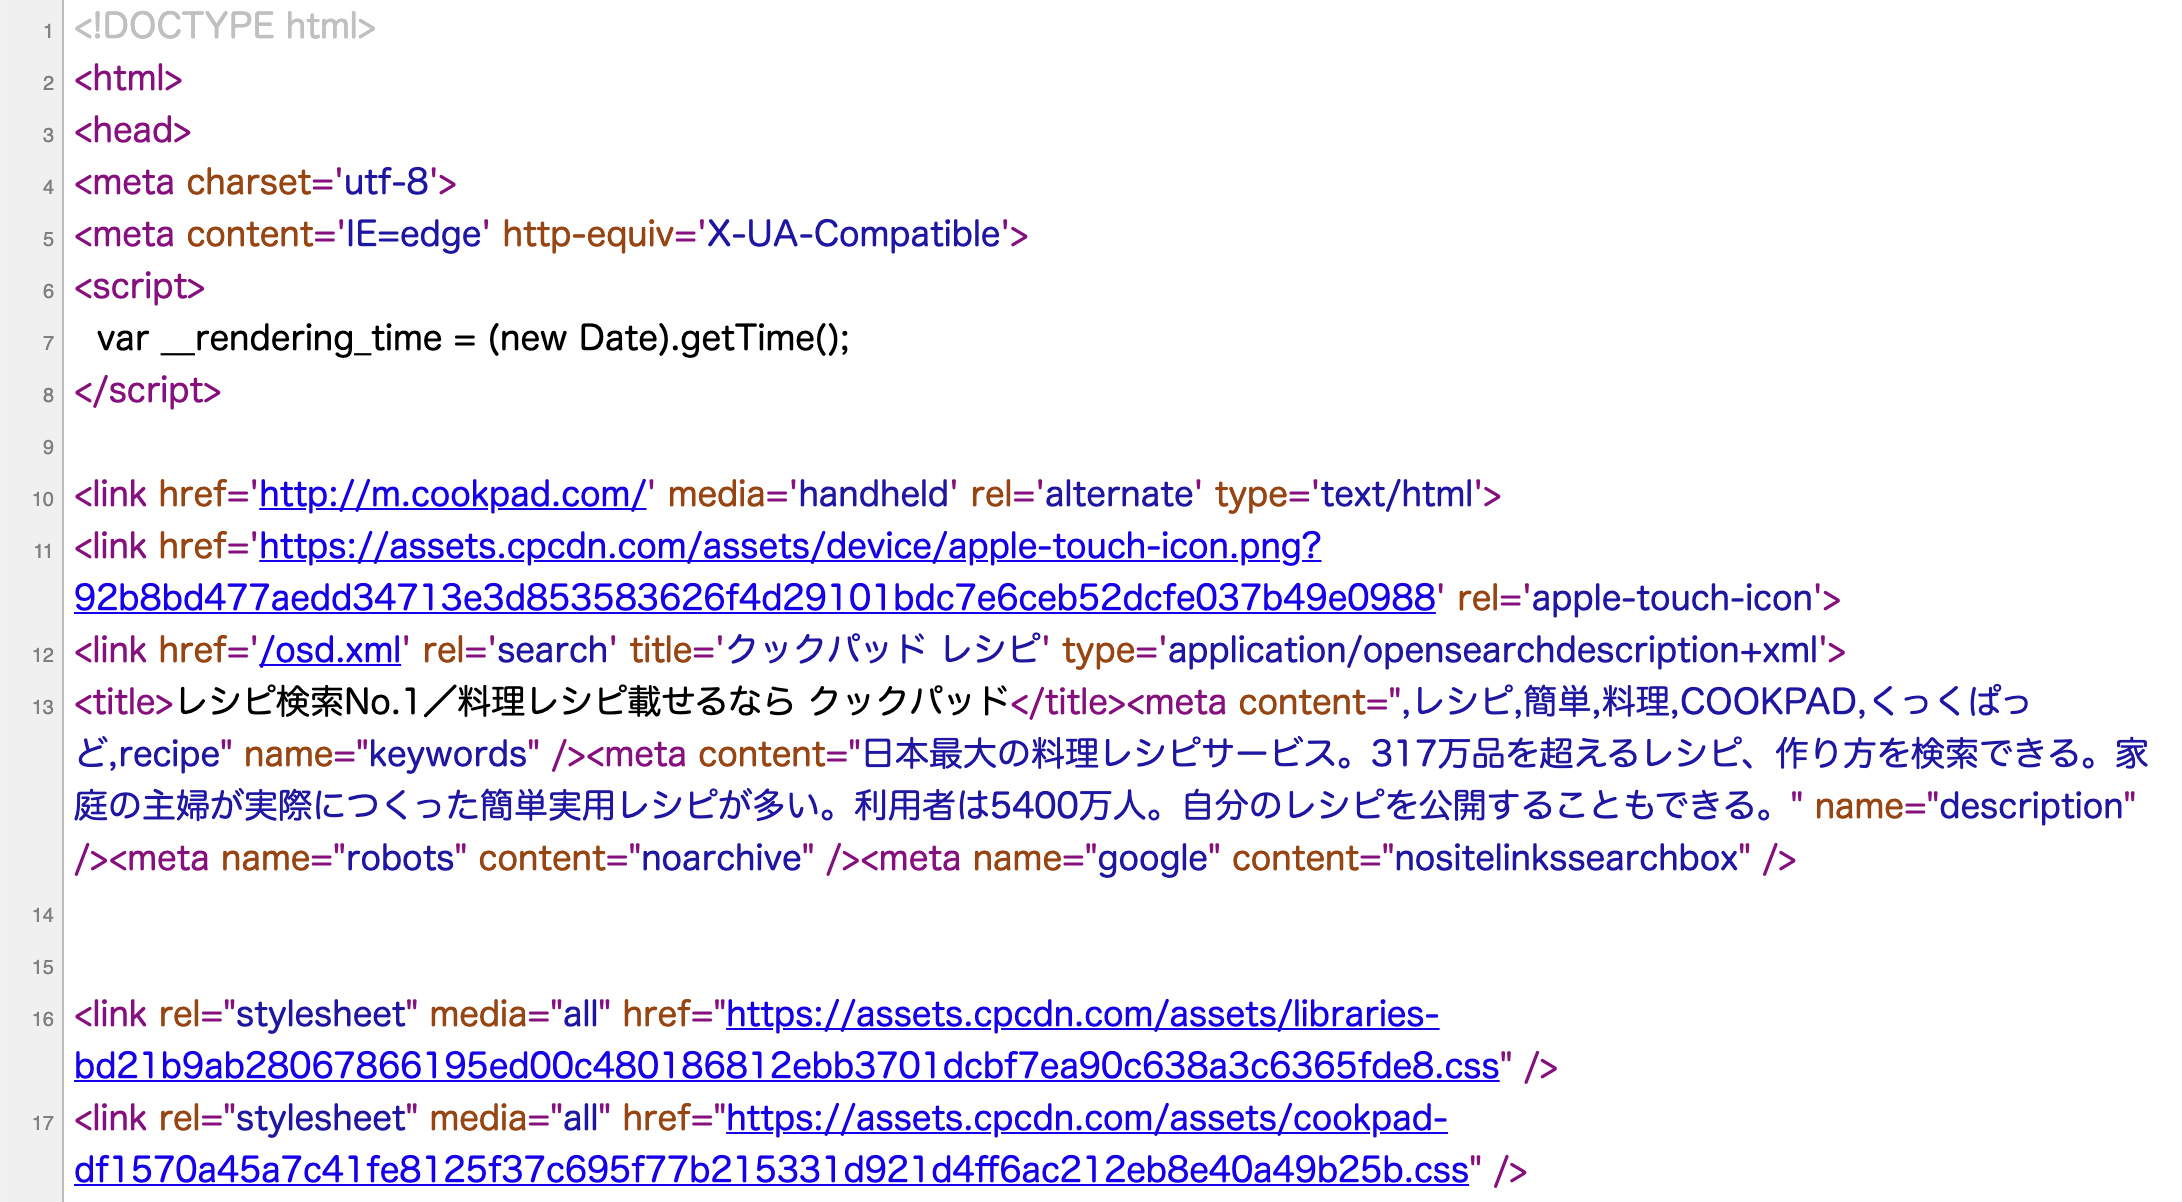 1 <!DOCTYPE html>
2 <html>
3 <head>
4 <meta charset='utf-8'>
5 <meta content='IE=edge' http-equiv='X-UA-Compatible'>
6 <script>
7   var __rendering_time = (new Date).getTime();
8 </script>
9
10 <link href='http://m.cookpad.com/' media='handheld' rel='alternate' type='text/html'>
11 <link href='https://assets.cpcdn.com/assets/device/apple-touch-icon.png?
92b8bd477aedd34713e3d853583626f4d29101bdc7e6ceb52dcfe037b49e0988' rel='apple-touch-icon'>
12 <link href='/osd.xml' rel='search' title='クックパッド レシピ' type='application/opensearchdescription+xml'>
13 <title>レシピ検索No.1／料理レシピ載せるなら クックパッド</title><meta content=",レシピ,簡単,料理,COOKPAD,くっくぱっ
ど,recipe" name="keywords" /><meta content="日本最大の料理レシピサービス。317万品を超えるレシピ、作り方を検索できる。家
庭の主婦が実際につくった簡単実用レシピが多い。利用者は5400万人。自分のレシピを公開することもできる。" name="description"
/><meta name="robots" content="noarchive" /><meta name="google" content="nositelinkssearchbox" />
14
15
16 <link rel="stylesheet" media="all" href="https://assets.cpcdn.com/assets/libraries-
bd21b9ab28067866195ed00c480186812ebb3701dcbf7ea90c638a3c6365fde8.css" />
17 <link rel="stylesheet" media="all" href="https://assets.cpcdn.com/assets/cookpad-
df1570a45a7c41fe8125f37c695f77b215331d921d4ff6ac212eb8e40a49b25b.css" />